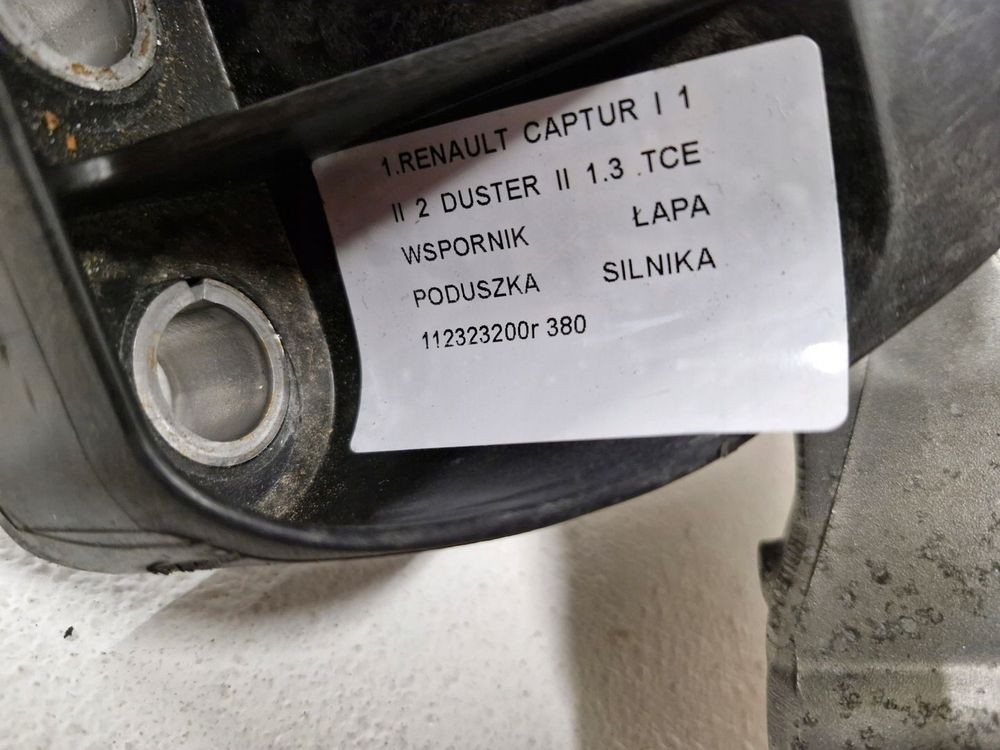 1.RENAULT CAPTUR I 1
II 2 DUSTER II 1.3 .TCE
WSPORNIK ŁAPA
PODUSZKA SILNIKA
112323200r 380